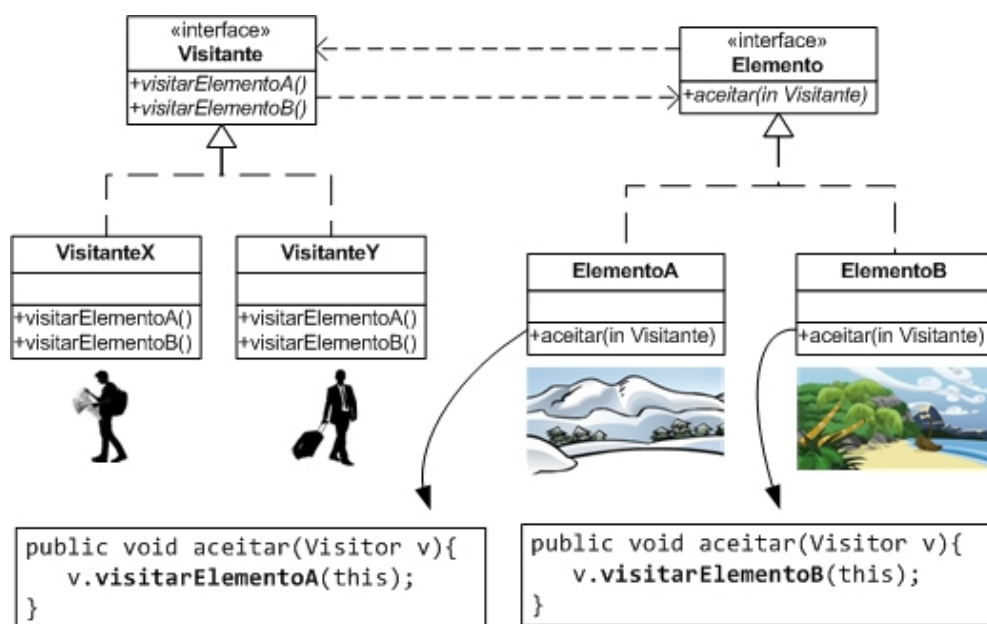 «interface»
Visitante
+visitarElementoA()
+visitarElementoB()
«interface»
Elemento
+aceitar(in Visitante)
VisitanteX
+visitarElementoA()
+visitarElementoB()
VisitanteY
+visitarElementoA()
+visitarElementoB()
ElementoA
+aceitar(in Visitante)
ElementoB
+aceitar(in Visitante)
public void aceitar(Visitor v){
v.visitarElementoA(this);
}
public void aceitar(Visitor v){
v.visitarElementoB(this);
}